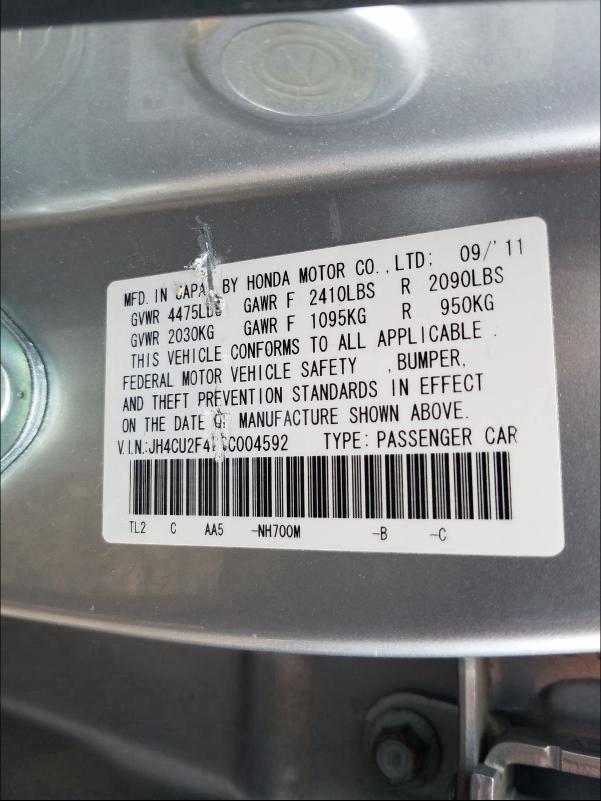 MFD. IN BY HONDA MOTOR CO.,LTD; 09/'11
GVWR 4475LBS GAWR F 2410LBS R 2090LBS
GVWR 2030KG GAWR F 1095KG R 950KG
THIS VEHICLE CONFORMS TO ALL APPLICABLE
FEDERAL MOTOR VEHICLE SAFETY ,BUMPER,
AND THEFT PREVENTION STANDARDS IN EFFECT
ON THE DATE OF MANUFACTURE SHOWN ABOVE.
V.I.N.: TYPE: PASSENGER CAR
TL2 C AA5 -NH700M -B -C